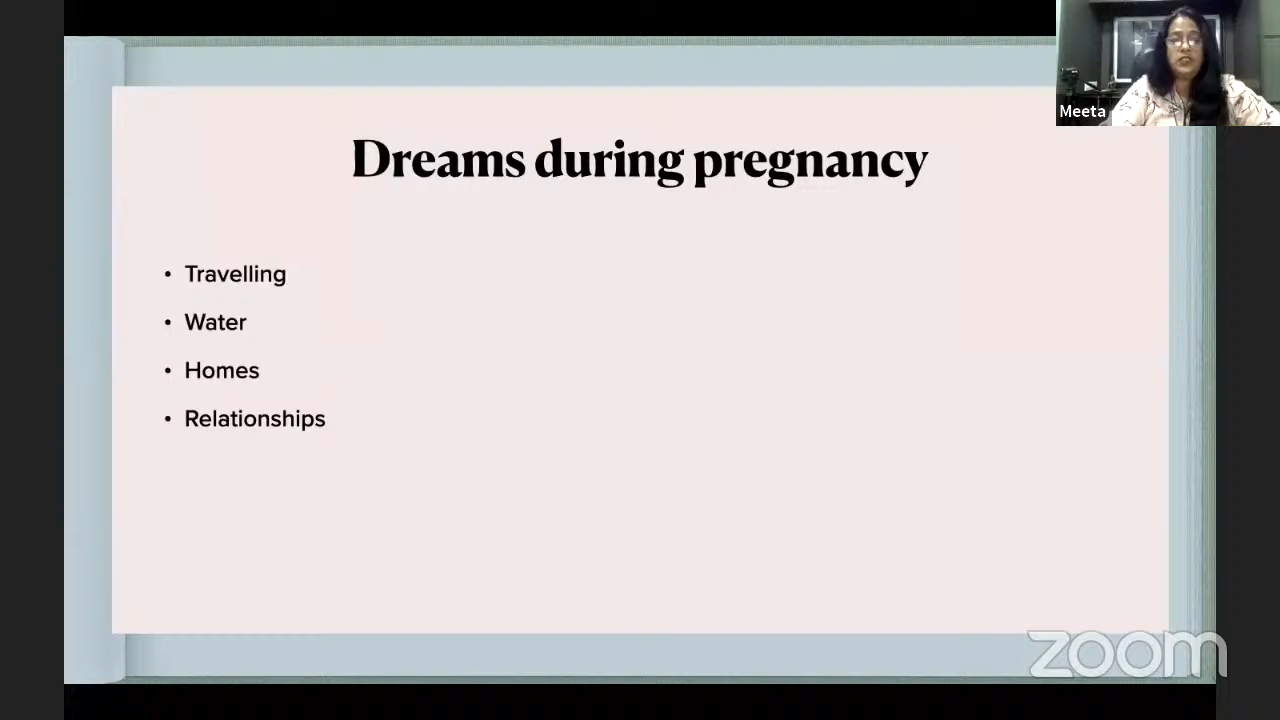 Meeta
Dreams during pregnancy
• Travelling
• Water
• Homes
• Relationships
zoom